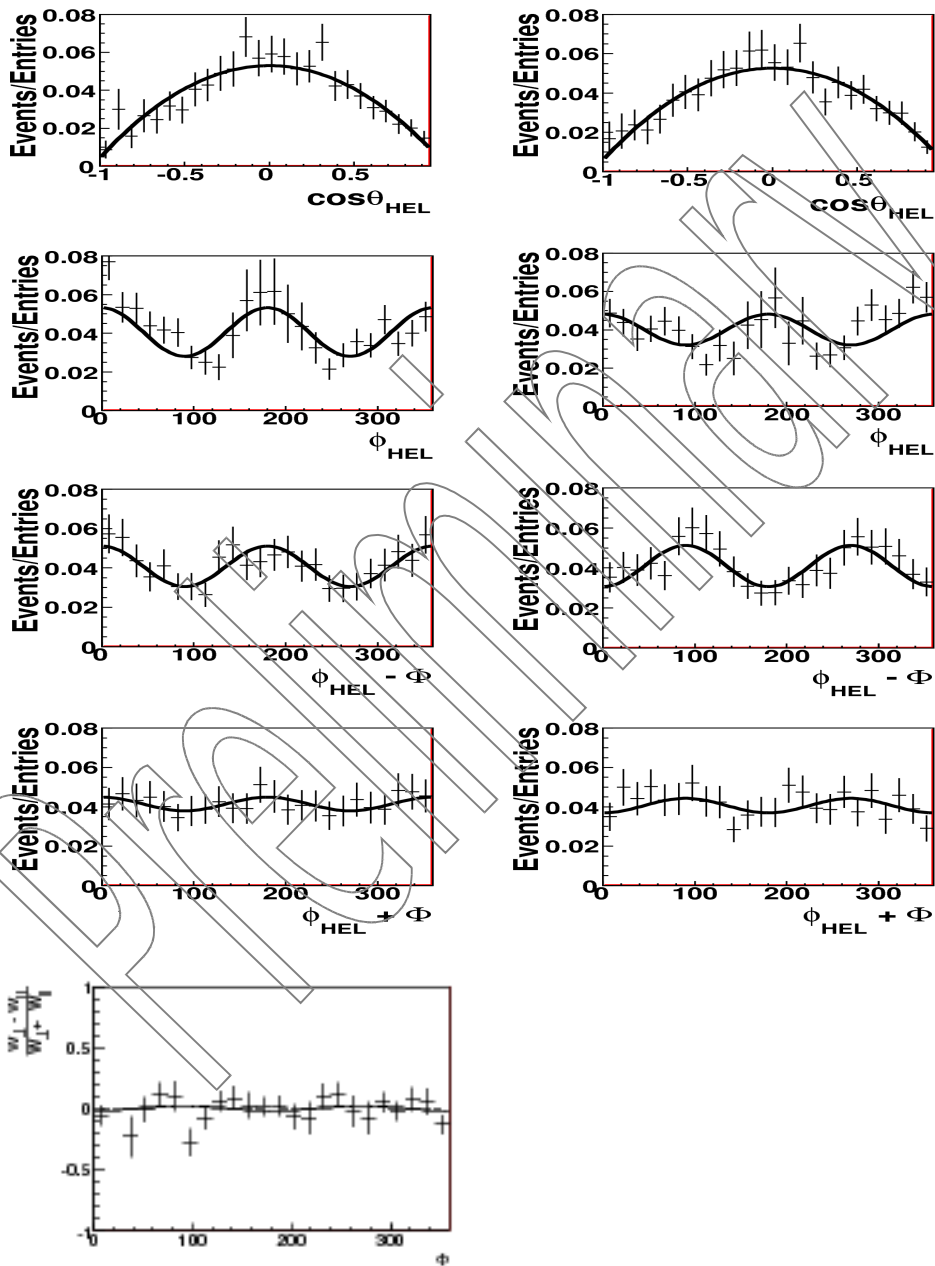 Events/Entries
0.08
0.06
0.04
0.02
0
-1 -0.5 0 0.5
cosθHEL
Events/Entries
0.08
0.06
0.04
0.02
0
-1 -0.5 0 0.5
cosθHEL
Events/Entries
0.08
0.06
0.04
0.02
0
0 100 200 300
ϕHEL
Events/Entries
0.08
0.06
0.04
0.02
0
0 100 200 300
ϕHEL
Events/Entries
0.08
0.06
0.04
0.02
0
0 100 200 300
ϕHEL - Φ
Events/Entries
0.08
0.06
0.04
0.02
0
0 100 200 300
ϕHEL - Φ
Events/Entries
0.08
0.06
0.04
0.02
0
0 100 200 300
ϕHEL + Φ
Events/Entries
0.08
0.06
0.04
0.02
0
0 100 200 300
ϕHEL + Φ
Preliminary
W⊥ - W||
W⊥ + W||
1
0.5
0
-0.5
-1
0 100 200 300
Φ